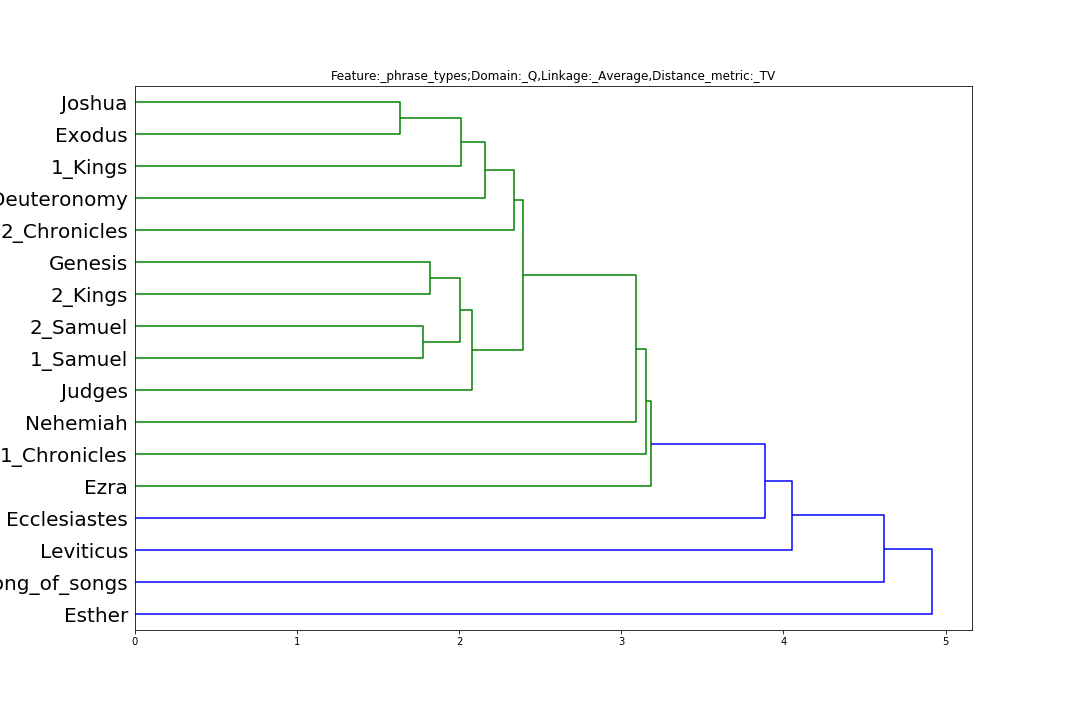 Feature:_phrase_types;Domain:_Q,Linkage:_Average,Distance_metric:_TV
Joshua
Exodus
1_Kings
Deuteronomy
2_Chronicles
Genesis
2_Kings
2_Samuel
1_Samuel
Judges
Nehemiah
1_Chronicles
Ezra
Ecclesiastes
Leviticus
ong_of_songs
Esther
0 1 2 3 4 5